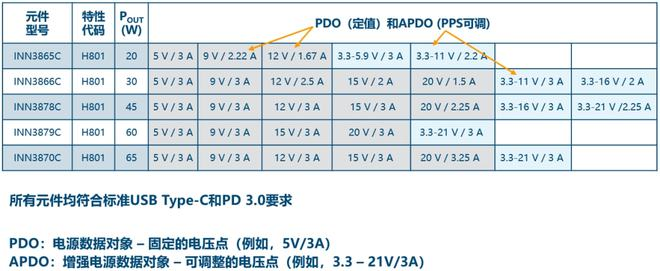 元件型号 特性代码 POUT (W) PDO（定值）和APDO (PPS可调)
INN3865C H801 20 5 V / 3 A 9 V / 2.22 A 12 V / 1.67 A 3.3-5.9 V / 3 A 3.3-11 V / 2.2 A
INN3866C H801 30 5 V / 3 A 9 V / 3 A 12 V / 2.5 A 15 V / 2 A 20 V / 1.5 A 3.3-11 V / 3 A 3.3-16 V / 2 A
INN3878C H801 45 5 V / 3 A 9 V / 3 A 12 V / 3 A 15 V / 3 A 20 V / 2.25 A 3.3-16 V / 3 A 3.3-21 V /2.25 A
INN3879C H801 60 5 V / 3 A 9 V / 3 A 15 V / 3 A 20 V / 3 A 3.3-21 V / 3 A
INN3870C H801 65 5 V / 3 A 9 V / 3 A 12 V / 3 A 15 V / 3 A 20 V / 3.25 A 3.3-21 V / 3 A
所有元件均符合标准USB Type-C和PD 3.0要求
PDO：电源数据对象 – 固定的电压点（例如，5V/3A）
APDO：增强电源数据对象 – 可调整的电压点（例如，3.3 – 21V/3A）